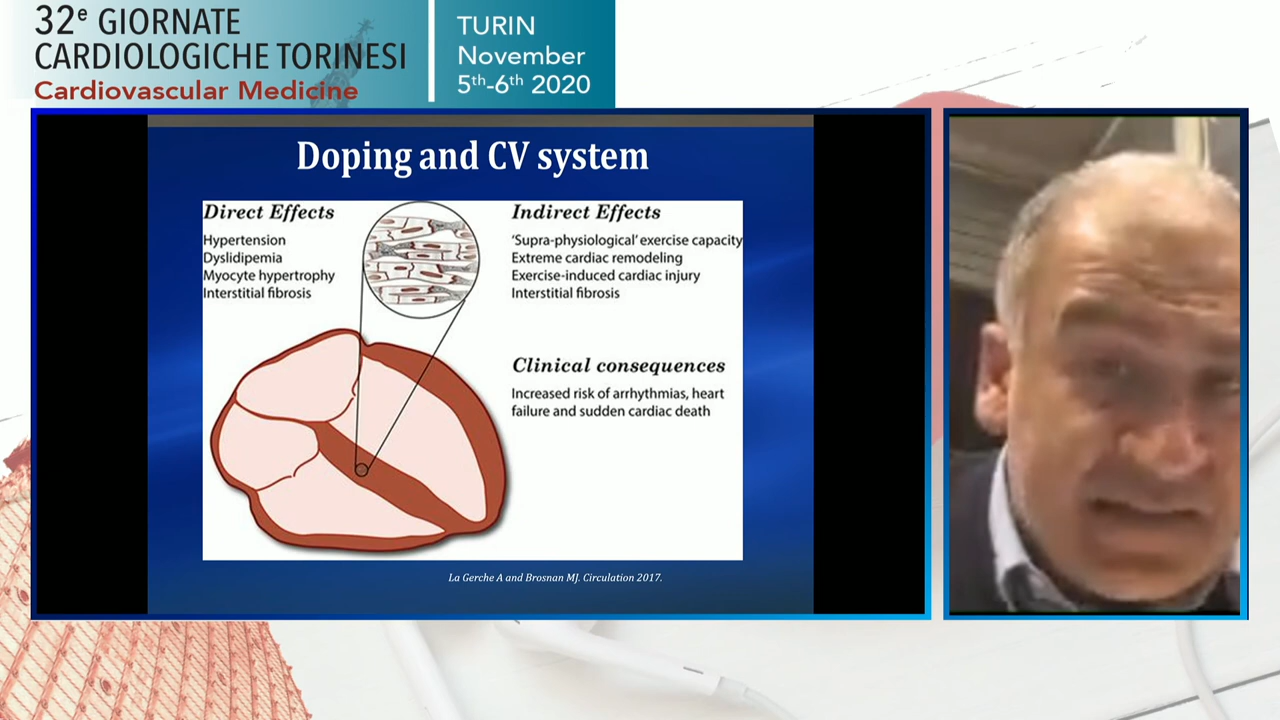 32e GIORNATE
CARDIOLOGICHE TORINESI
Cardiovascular Medicine
TURIN
November
5th-6th 2020
Doping and CV system
Direct Effects
Hypertension
Dyslipidemia
Myocyte hypertrophy
Interstitial fibrosis
Indirect Effects
‘Supra-physiological’ exercise capacity
Extreme cardiac remodeling
Exercise-induced cardiac injury
Interstitial fibrosis
Clinical consequences
Increased risk of arrhythmias, heart
failure and sudden cardiac death
La Gerche A and Brosnan MJ. Circulation 2017.